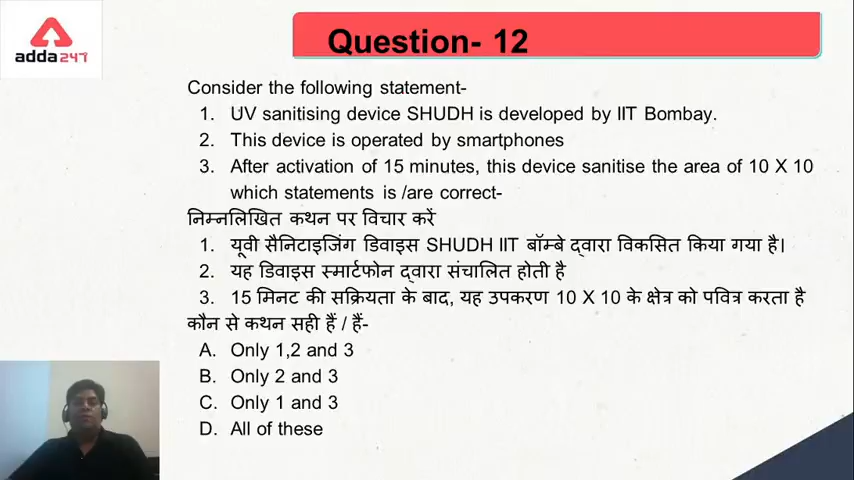 adda247
Question- 12
Consider the following statement-
1. UV sanitising device SHUDH is developed by IIT Bombay.
2. This device is operated by smartphones
3. After activation of 15 minutes, this device sanitise the area of 10 X 10
which statements is /are correct-
निम्नलिखित कथन पर विचार करें
1. यूवी सैनिटाइजिंग डिवाइस SHUDH IIT बॉम्बे द्वारा विकसित किया गया है।
2. यह डिवाइस स्मार्टफोन द्वारा संचालित होती है
3. 15 मिनट की सक्रियता के बाद, यह उपकरण 10 X 10 के क्षेत्र को पवित्र करता है
कौन से कथन सही हैं / हैं-
A. Only 1,2 and 3
B. Only 2 and 3
C. Only 1 and 3
D. All of these